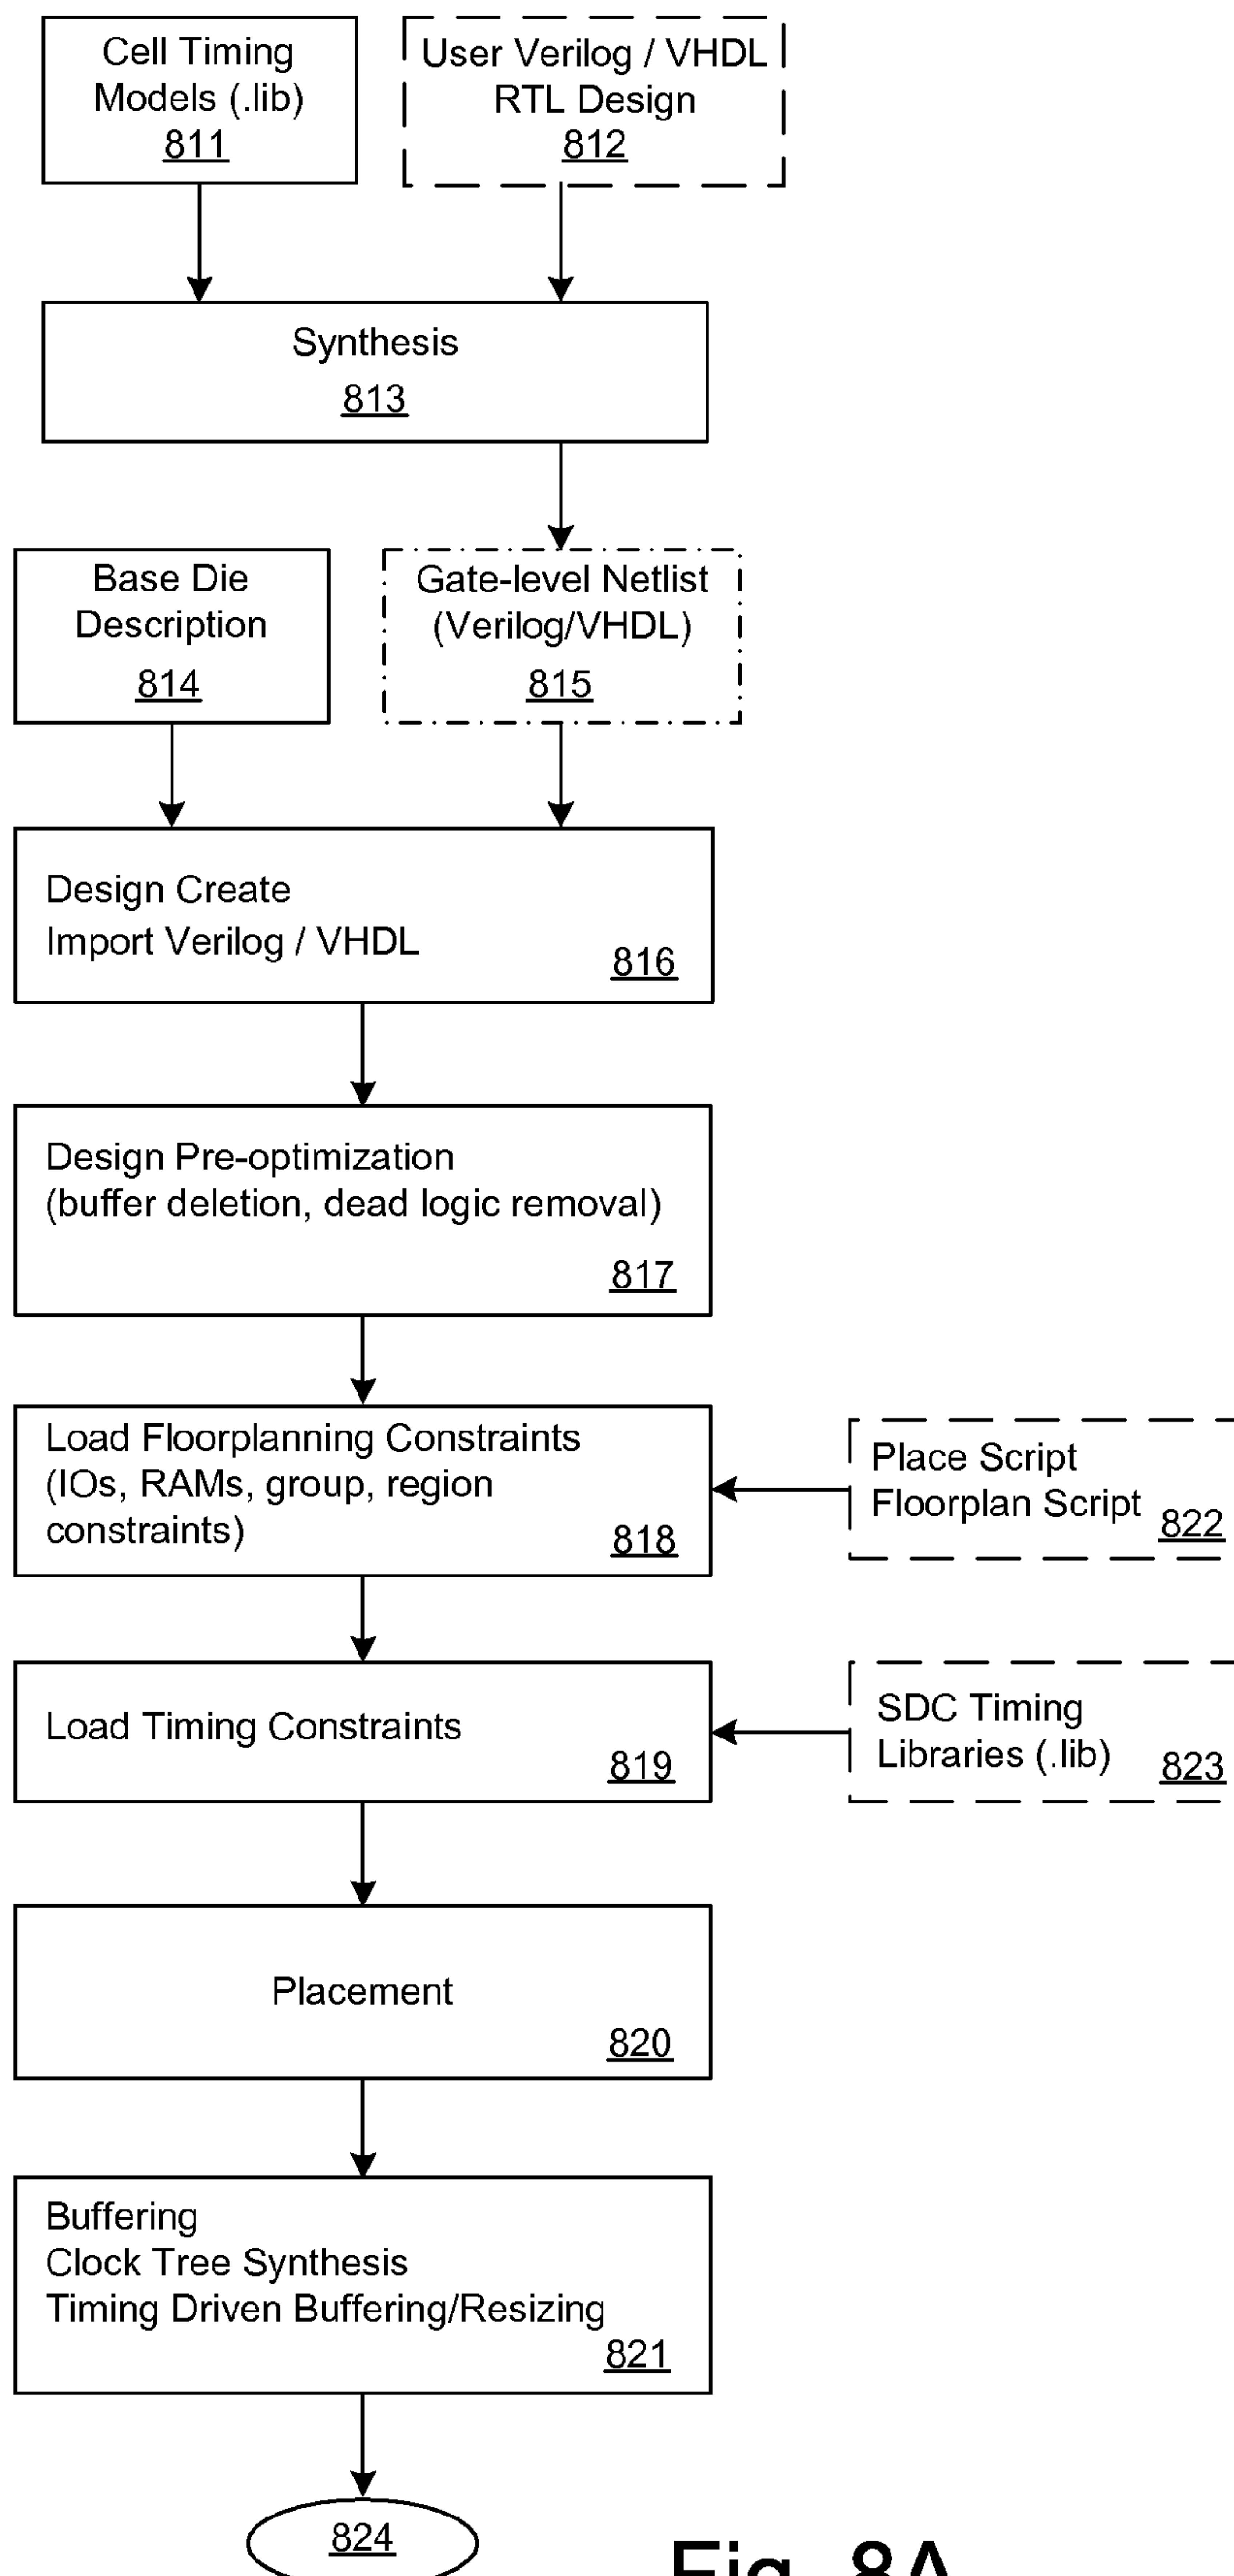 Cell Timing
Models (.lib)
811
User Verilog / VHDL
RTL Design
812
Synthesis
813
Base Die
Description
814
Gate-level Netlist
(Verilog/VHDL)
815
Design Create
Import Verilog / VHDL
816
Design Pre-optimization
(buffer deletion, dead logic removal)
817
Load Floorplanning Constraints
(IOs, RAMs, group, region
constraints)
818
Place Script
Floorplan Script
822
Load Timing Constraints
819
SDC Timing
Libraries (.lib)
823
Placement
820
Buffering
Clock Tree Synthesis
Timing Driven Buffering/Resizing
821
824
Fig. 8A